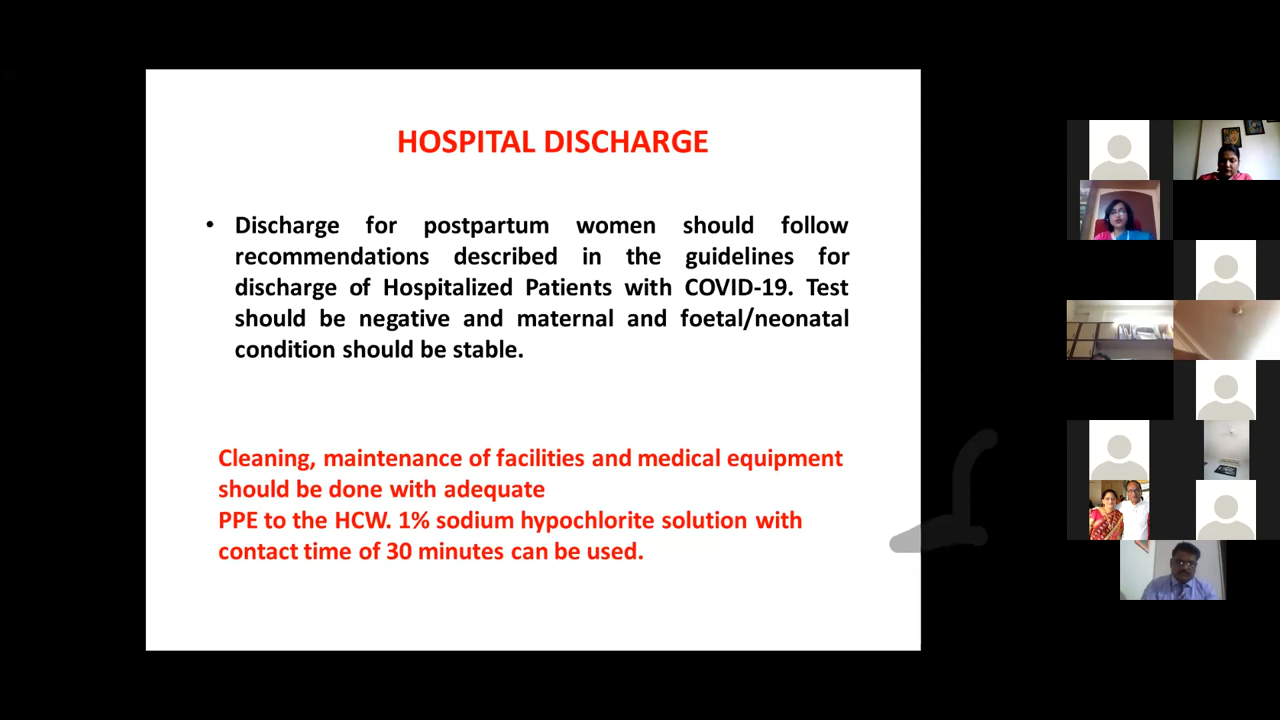 HOSPITAL DISCHARGE
• Discharge for postpartum women should follow
recommendations described in the guidelines for
discharge of Hospitalized Patients with COVID-19. Test
should be negative and maternal and foetal/neonatal
condition should be stable.
Cleaning, maintenance of facilities and medical equipment
should be done with adequate
PPE to the HCW. 1% sodium hypochlorite solution with
contact time of 30 minutes can be used.